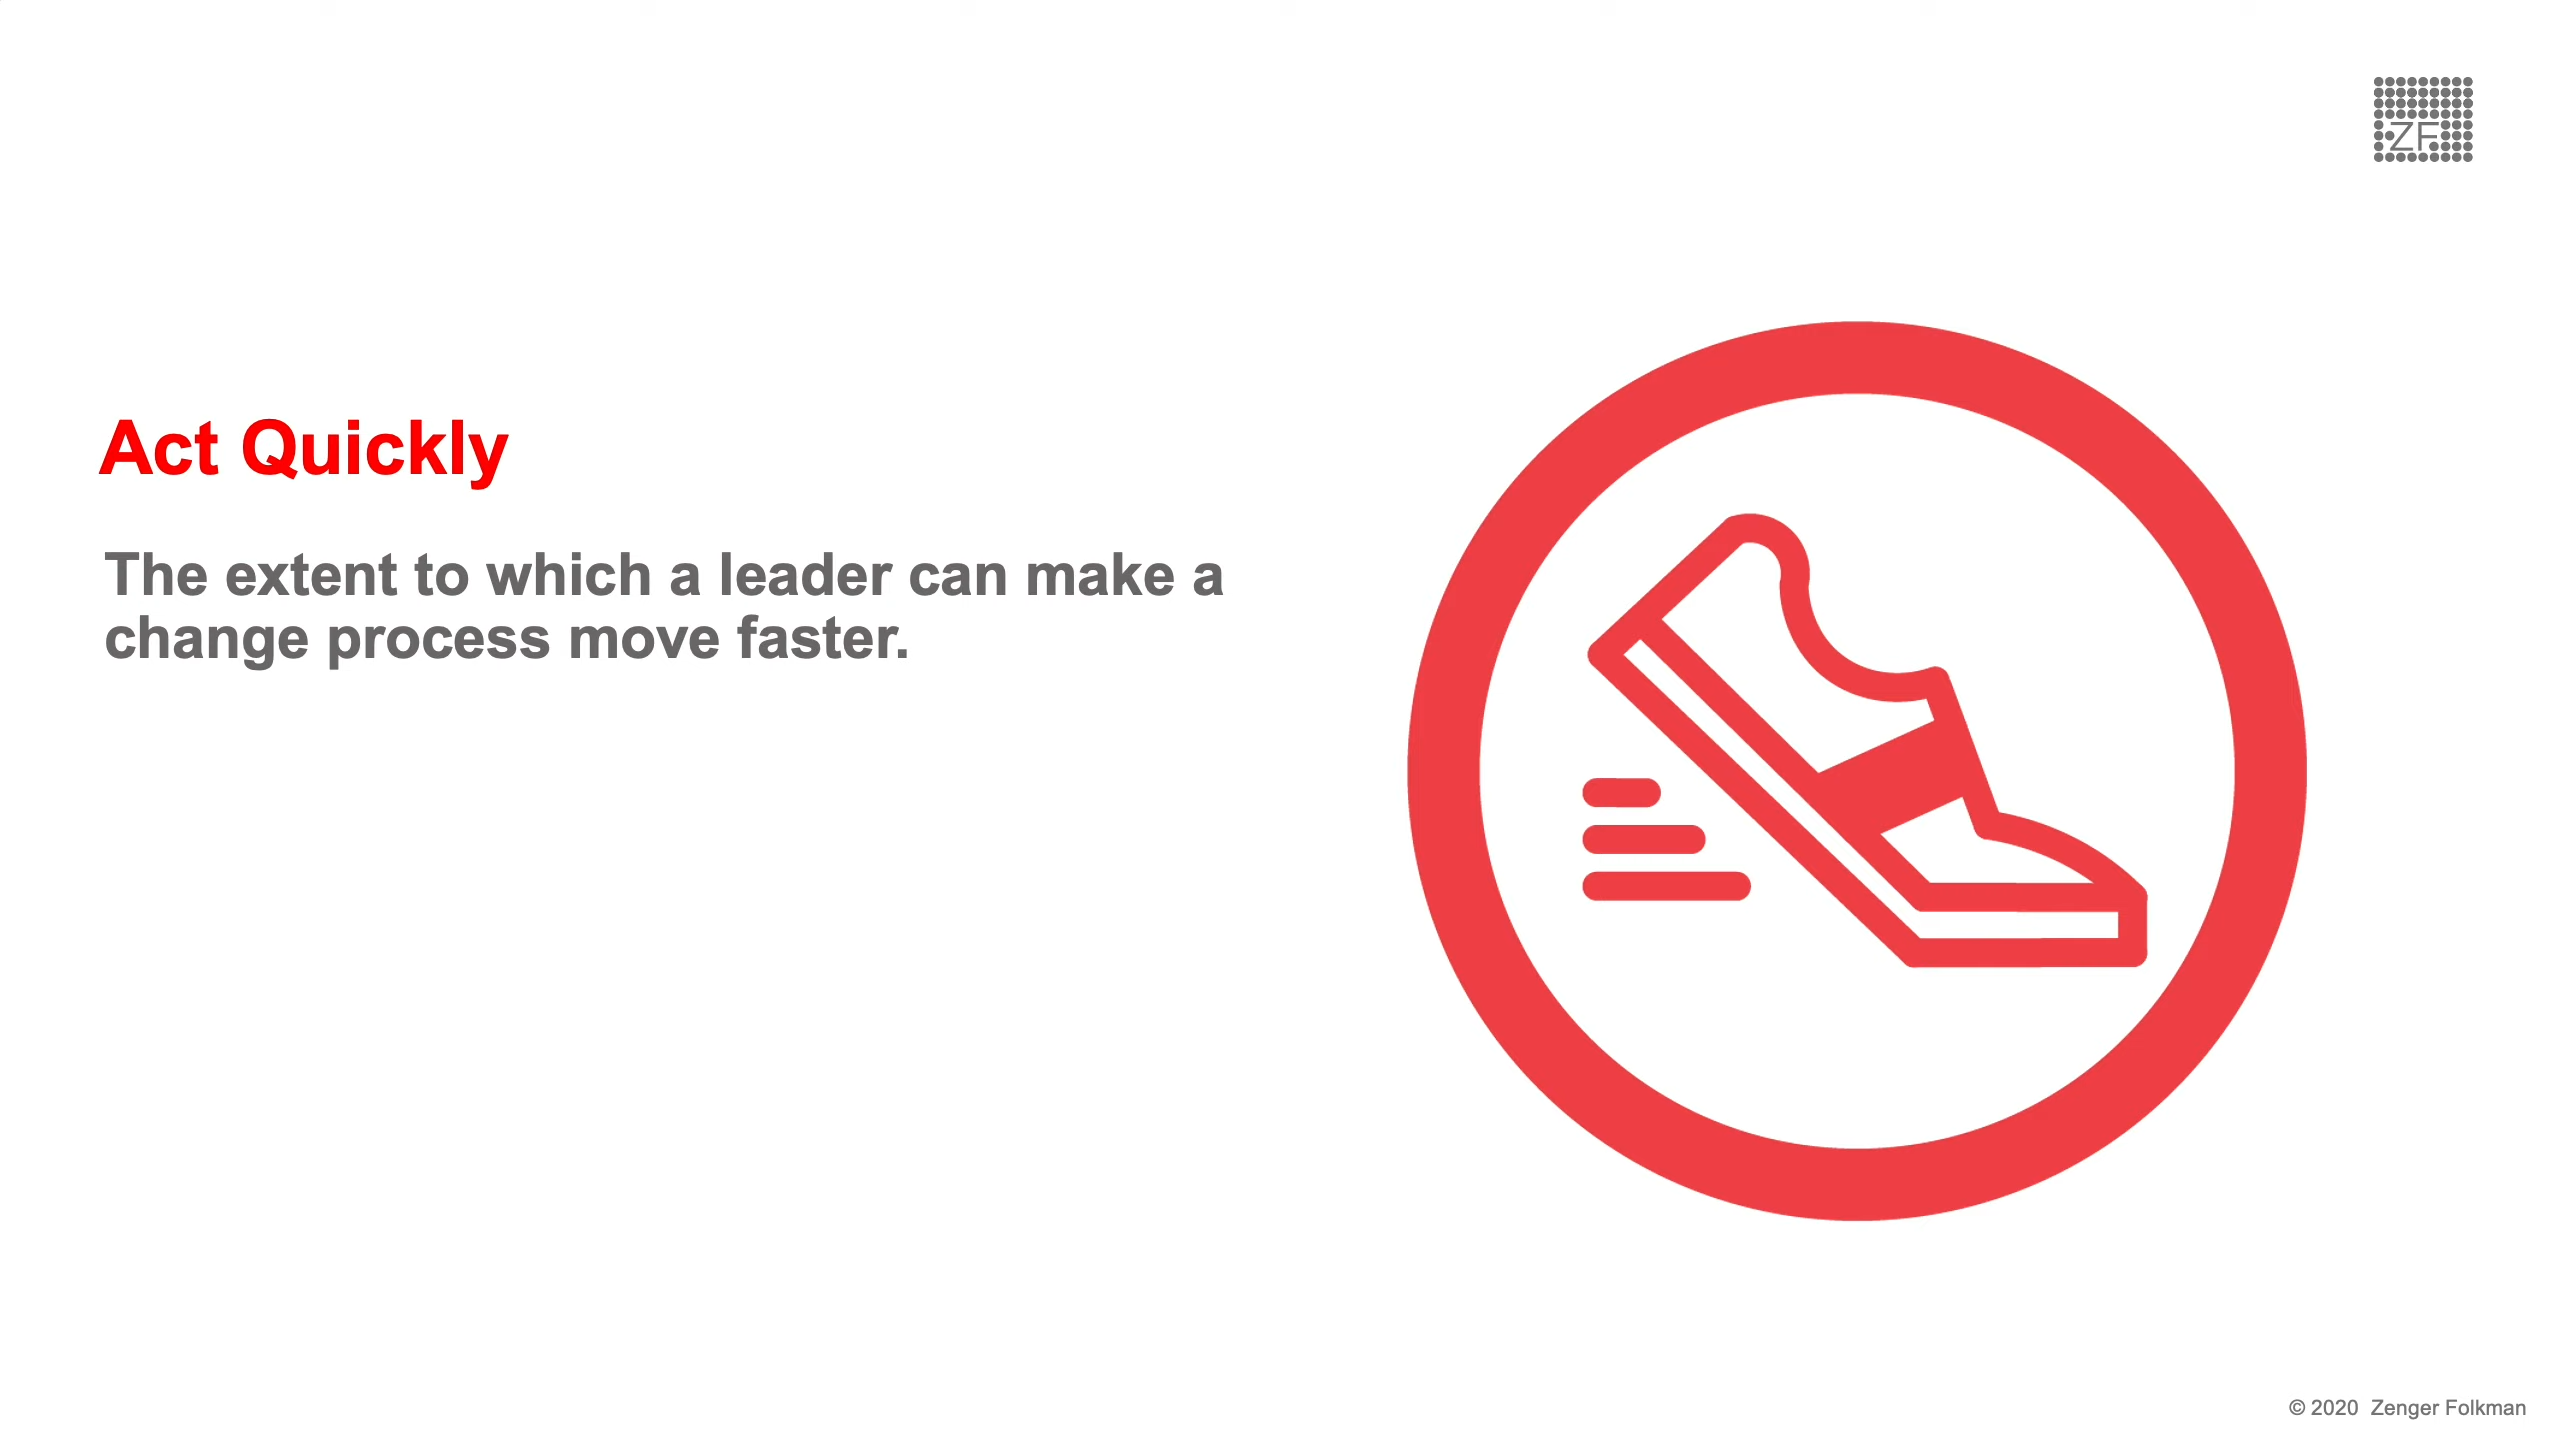 ZF
Act Quickly
The extent to which a leader can make a
change process move faster.
© 2020 Zenger Folkman